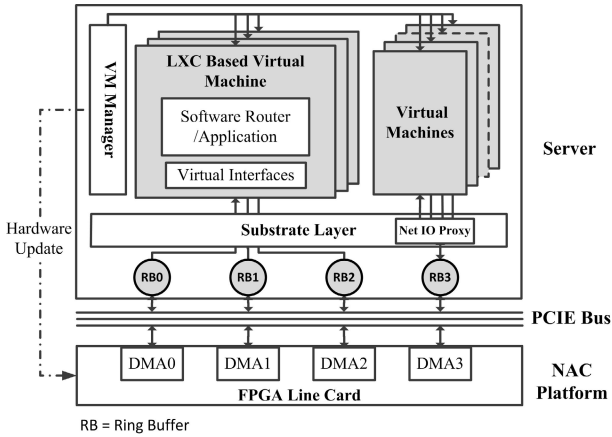 VM Manager
LXC Based Virtual
Machine
Software Router
/Application
Virtual Interfaces
Virtual
Machines
Server
Hardware
Update
Substrate Layer
Net IO Proxy
RB0
RB1
RB2
RB3
PCIE Bus
DMA0
DMA1
DMA2
DMA3
FPGA Line Card
NAC
Platform
RB = Ring Buffer